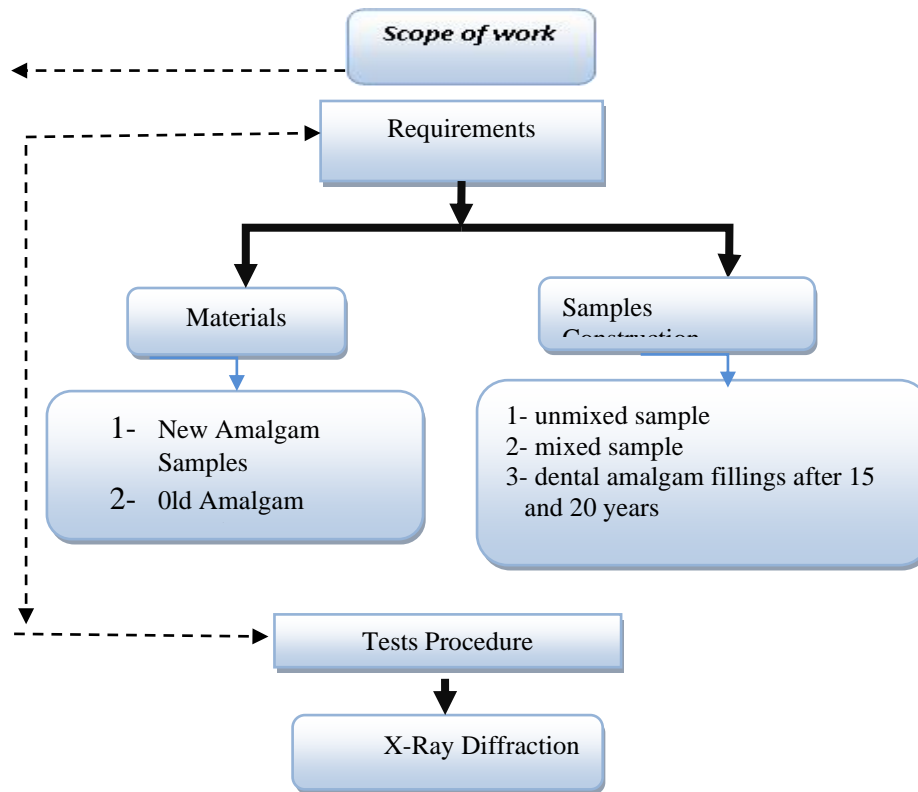 Scope of work
Requirements
Materials
Samples
Construction
1- New Amalgam
Samples
2- 0ld Amalgam
1- unmixed sample
2- mixed sample
3- dental amalgam fillings after 15
and 20 years
Tests Procedure
X-Ray Diffraction